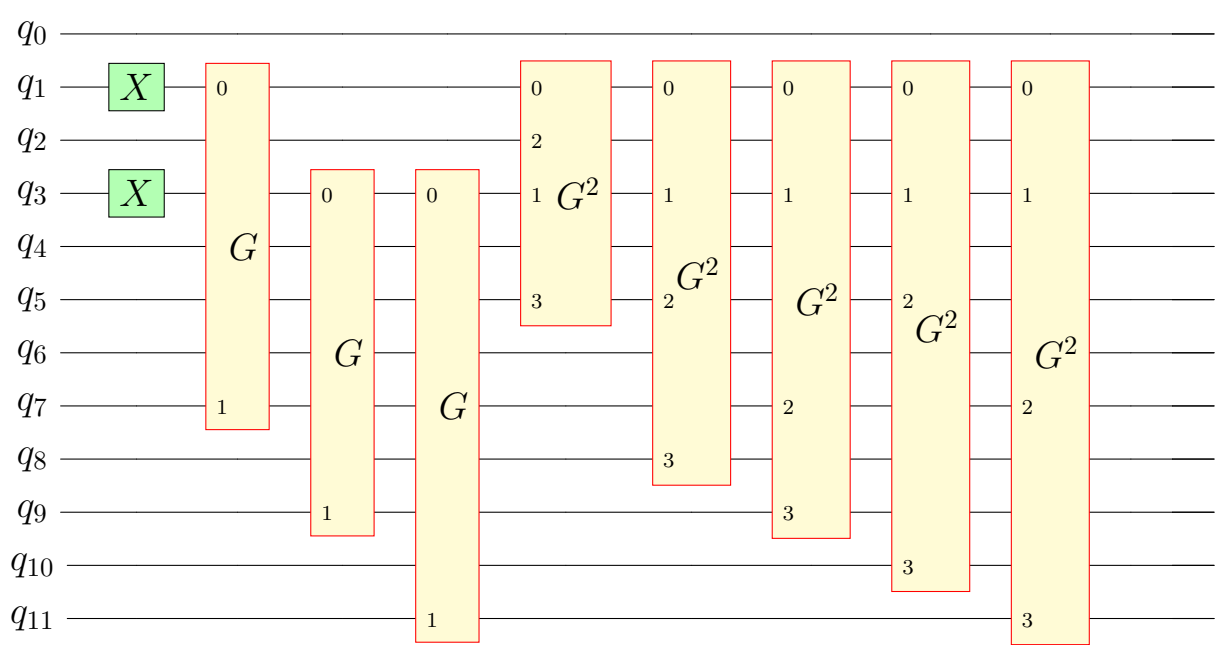 q0
q1 X 0 0 0 0 0 0
q2 2
q3 X 0 0 1 G² 1 1 1 1
q4 G
G²
q5 3 2 G² 2
G²
q6 G G²
q7 1 G 2 2
q8 3
q9 1 3
q10 3
q11 1 3